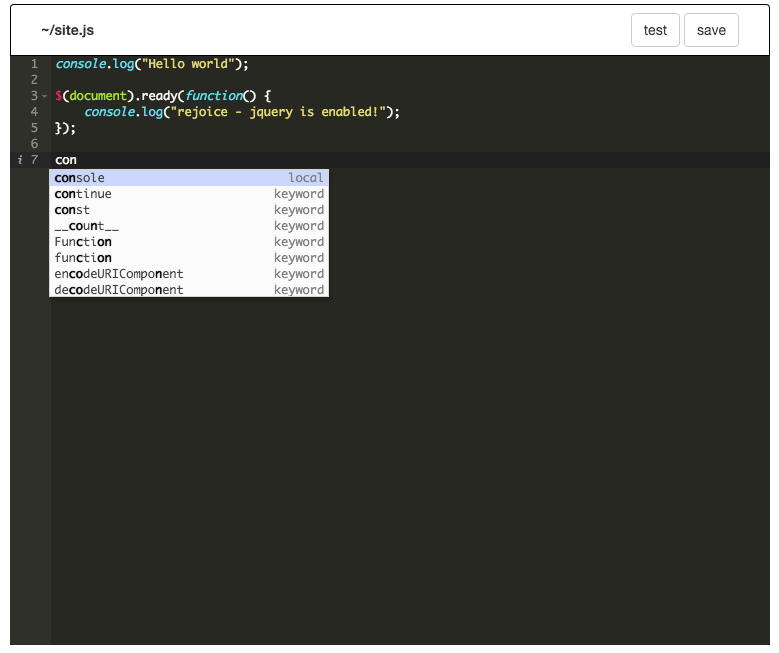 ~/site.js test save
1 console.log("Hello world");
2
3 $(document).ready(function() {
4 console.log("rejoice - jquery is enabled!");
5 });
6
i 7 con
console local
continue keyword
const keyword
__count__ keyword
Function keyword
function keyword
encodeURIComponent keyword
decodeURIComponent keyword